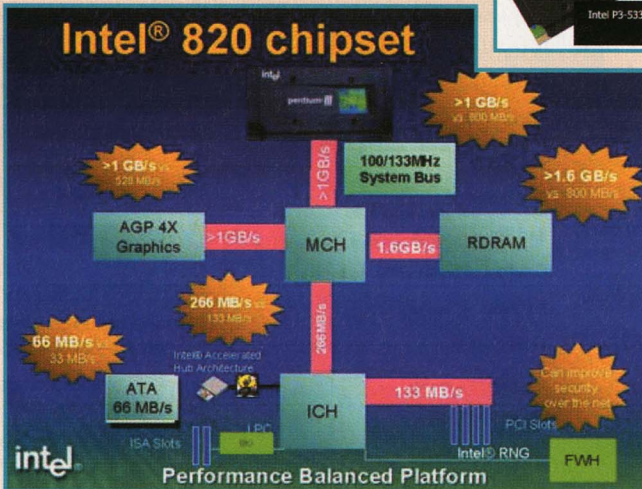 Intel P3-533
Intel® 820 chipset
intel
pentium III
>1 GB/s
vs. 800 MB/s
>1 GB/s vs.
528 MB/s
>1GB/s
100/133MHz
System Bus
>1.6 GB/s
vs. 800 MB/s
AGP 4X
Graphics
>1GB/s
MCH
1.6GB/s
RDRAM
266 MB/s vs.
133 MB/s
266MB/s
66 MB/s vs.
33 MB/s
Intel® Accelerated
Hub Architecture
ATA
66 MB/s
ICH
133 MB/s
Can improve
security
over the net
LPC
ISA Slots
PCI Slots
Intel® RNG
FWH
intel®
Performance Balanced Platform